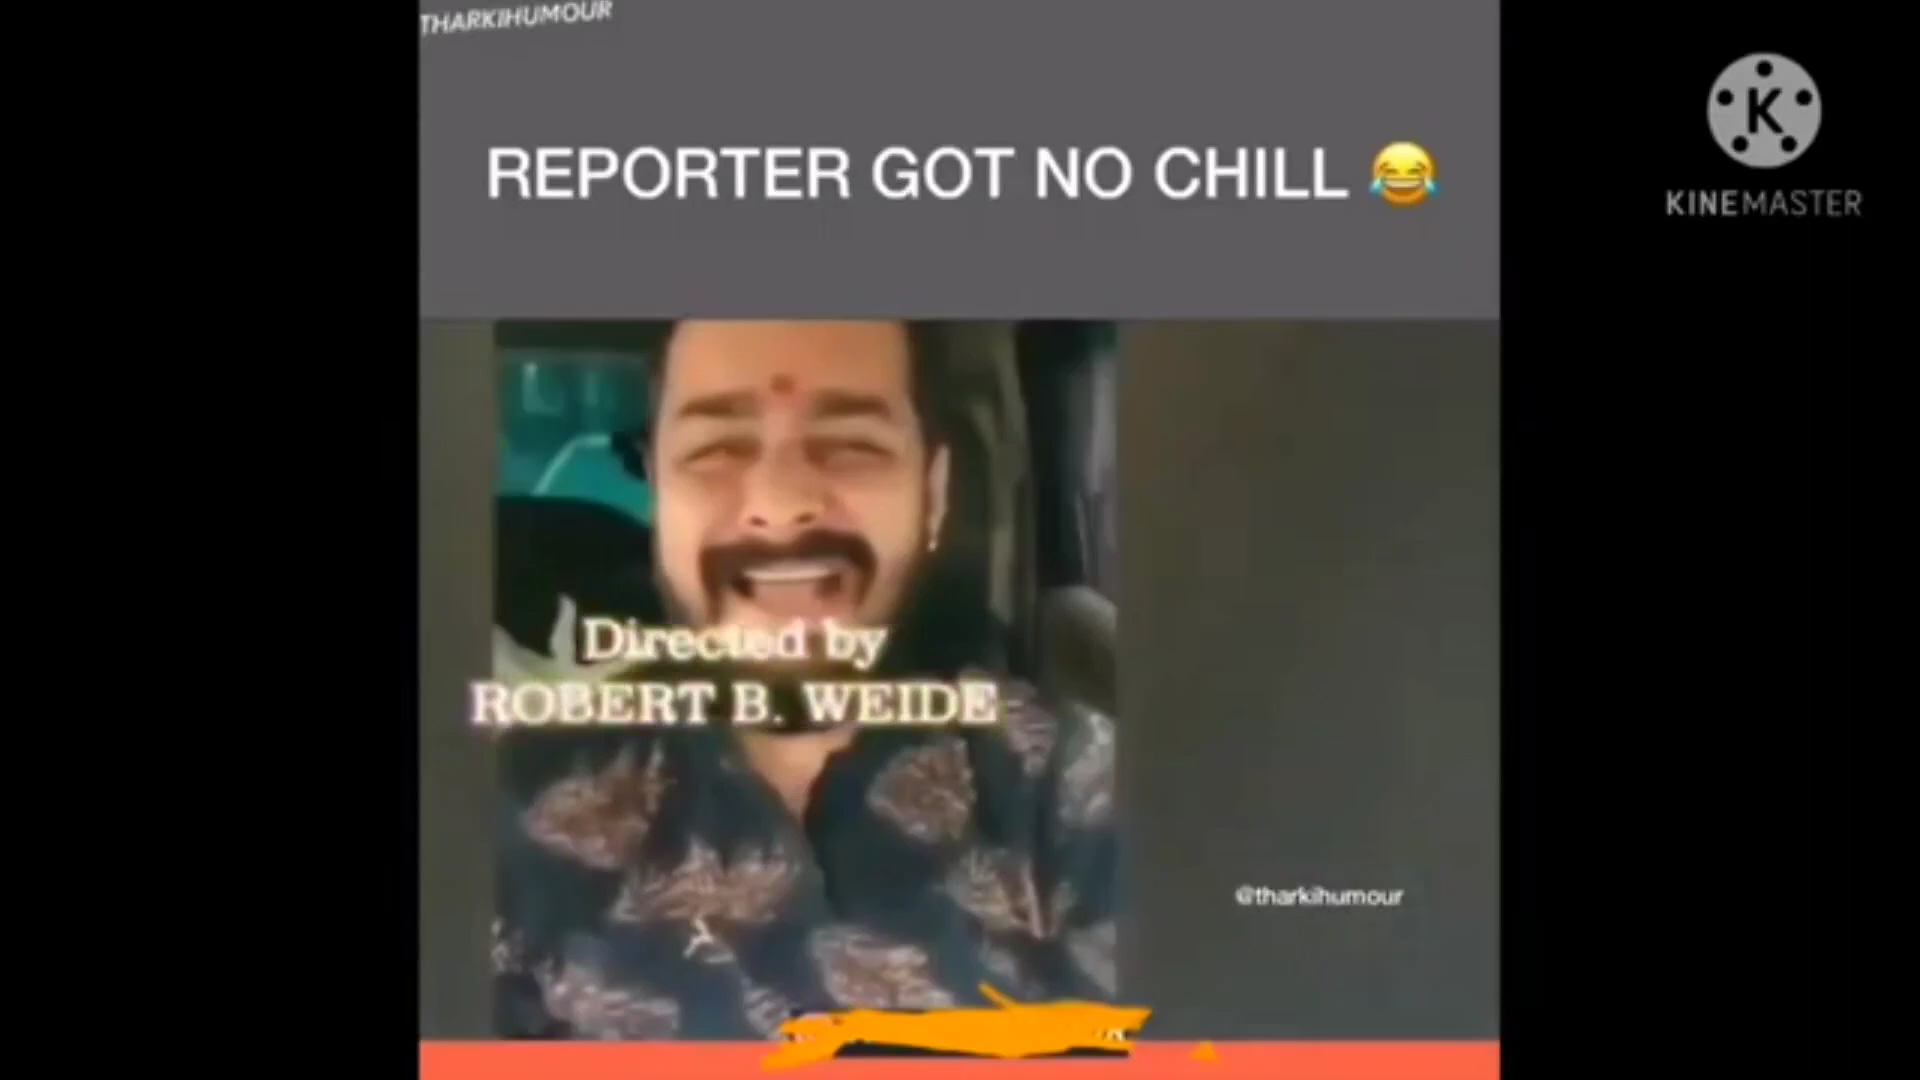 THARKIHUMOUR
REPORTER GOT NO CHILL 😂
K
KINEMASTER
Directed by
ROBERT B. WEIDE
@tharkihumour